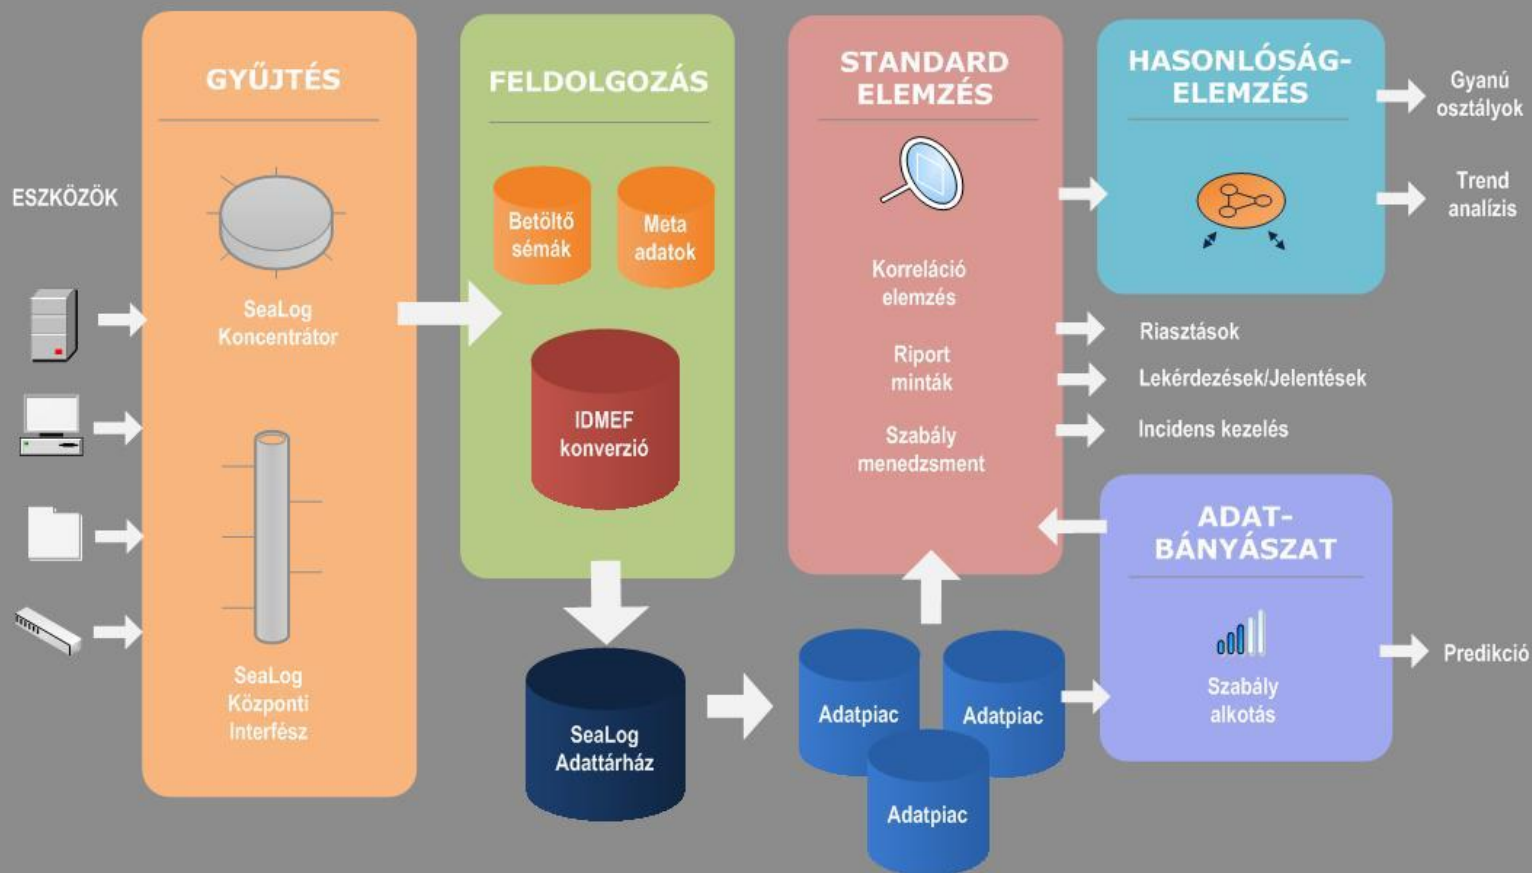 ESZKÖZÖK
GYŰJTÉS
SeaLog
Koncentrátor
SeaLog
Központi
Interfész
FELDOLGOZÁS
Betöltő
sémák
Meta
adatok
IDMEF
konverzió
SeaLog
Adattárház
STANDARD
ELEMZÉS
Korreláció
elemzés
Riport
minták
Szabály
menedzsment
Adatpiac
Adatpiac
Adatpiac
HASONLÓSÁG-
ELEMZÉS
Gyanú
osztályok
Trend
analízis
Riasztások
Lekérdezések/Jelentések
Incidens kezelés
ADAT-
BÁNYÁSZAT
Szabály
alkotás
Predikció